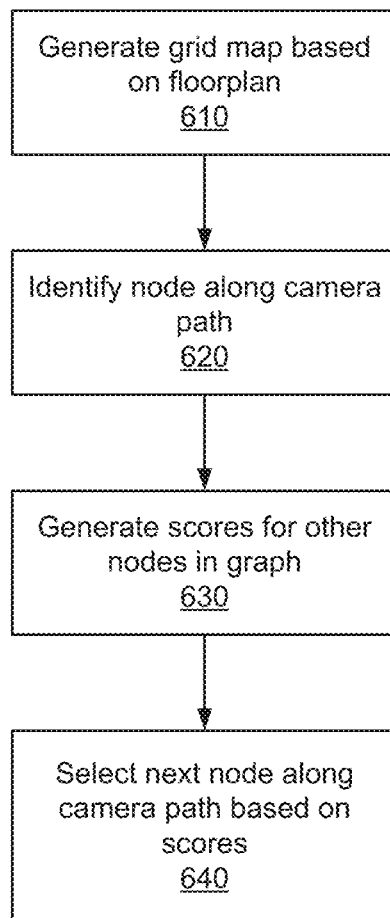 Generate grid map based
on floorplan
610
Identify node along camera
path
620
Generate scores for other
nodes in graph
630
Select next node along
camera path based on
scores
640